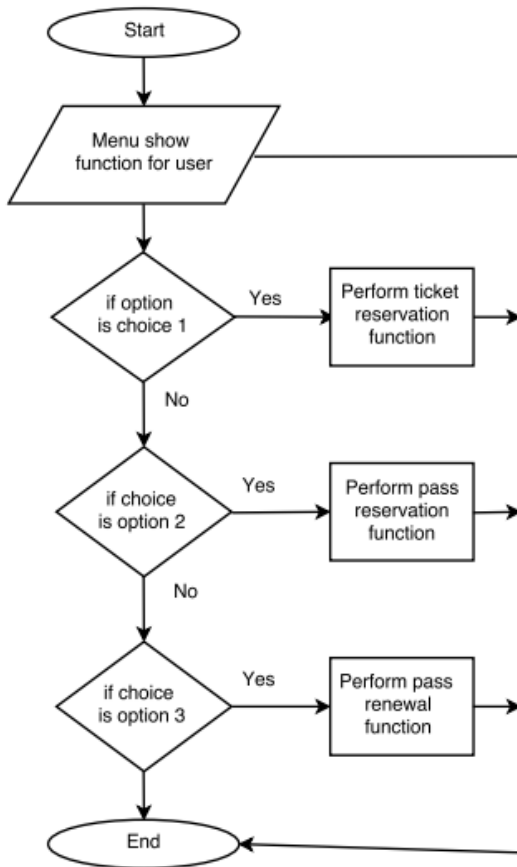 Start
Menu show
function for user
if option
is choice 1
Yes
Perform ticket
reservation
function
No
if choice
is option 2
Yes
Perform pass
reservation
function
No
if choice
is option 3
Yes
Perform pass
renewal
function
End